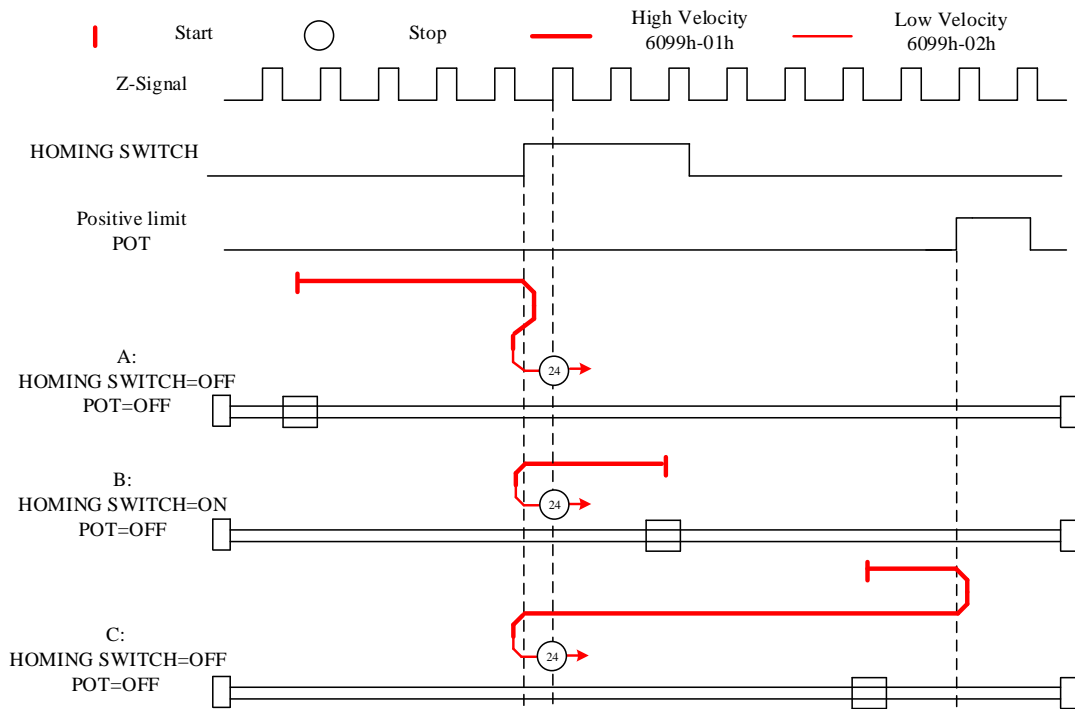 Start
Stop
High Velocity
6099h-01h
Low Velocity
6099h-02h
Z-Signal
HOMING SWITCH
Positive limit
POT
24
A:
HOMING SWITCH=OFF
POT=OFF
24
B:
HOMING SWITCH=ON
POT=OFF
24
C:
HOMING SWITCH=OFF
POT=OFF